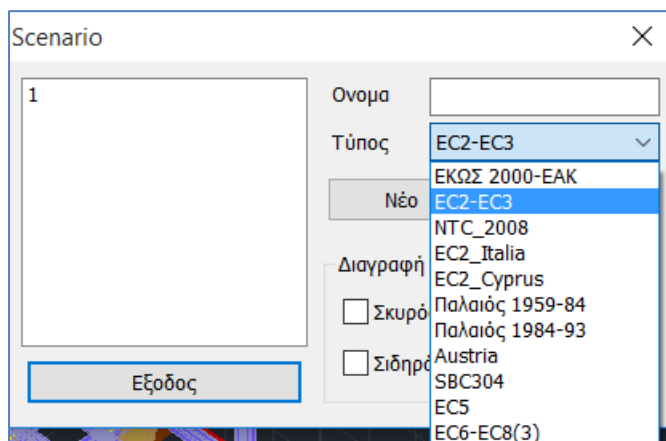 Scenario
1
Ονομα
Τύπος
EC2-EC3
ΕΚΩΣ 2000-ΕΑΚ
Νέο
EC2-EC3
NTC_2008
EC2_Italia
Διαγραφή
EC2_Cyprus
Παλαιός 1959-84
Παλαιός 1984-93
Austria
SBC304
Εξοδος
EC5
EC6-EC8(3)